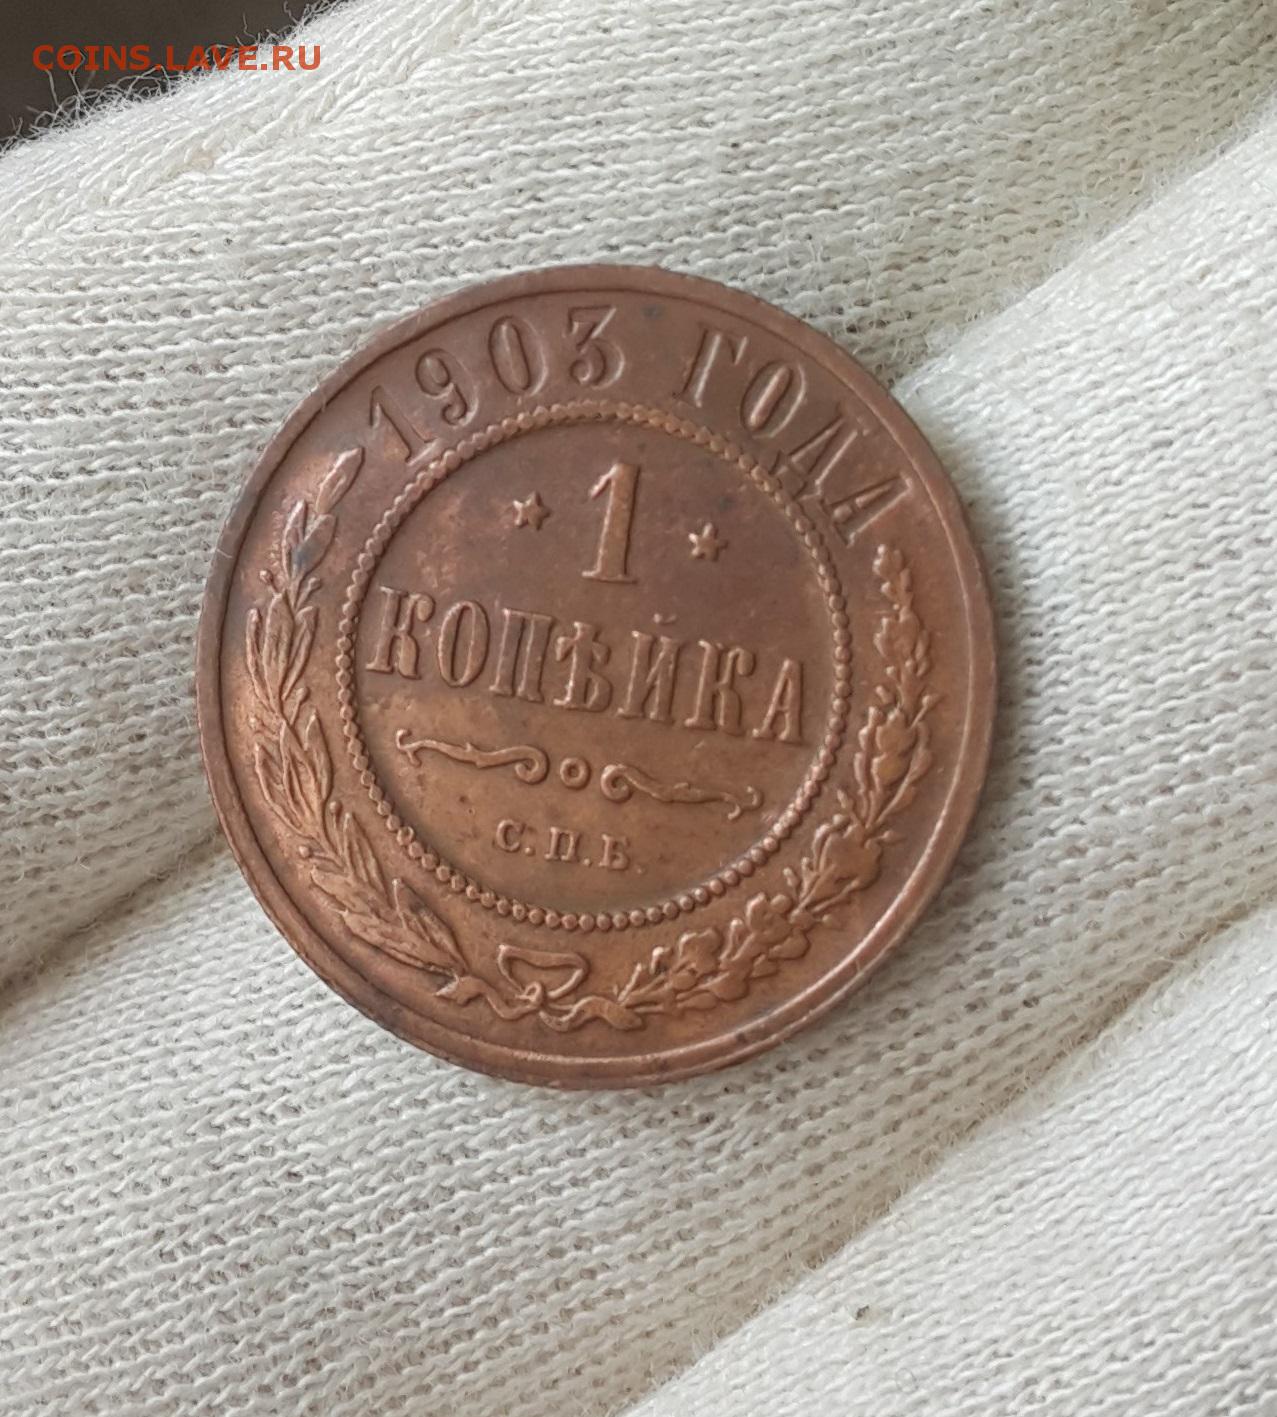 COINS.LAVE.RU
1903 ГОДА
1
КОПѢЙКА
С.П.Б.